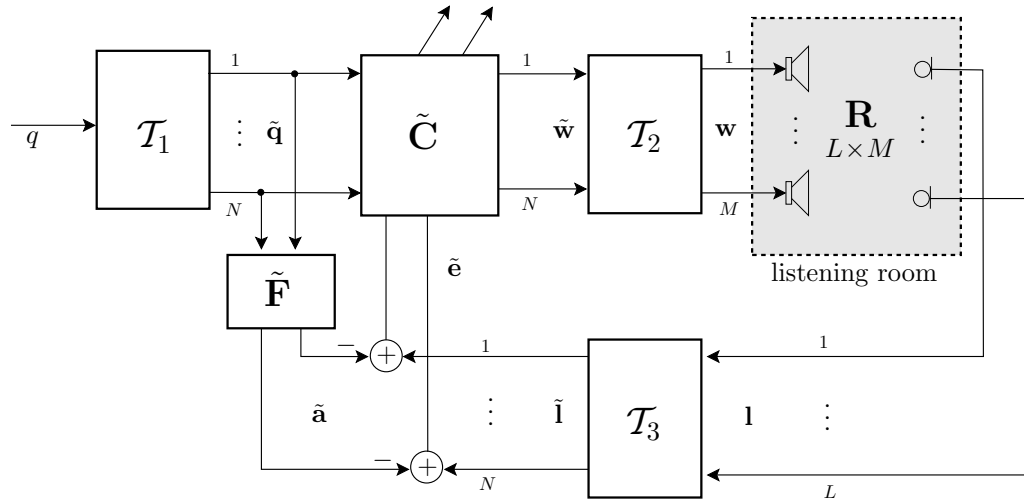 q
𝒯₁
1
⋮
q̃
N
C̃
1
w̃
N
𝒯₂
1
w
⋮
M
R
L×M
⋮
listening room
F̃
ẽ
−
+
1
ã
⋮
l̃
−
+
N
𝒯₃
1
l
⋮
L